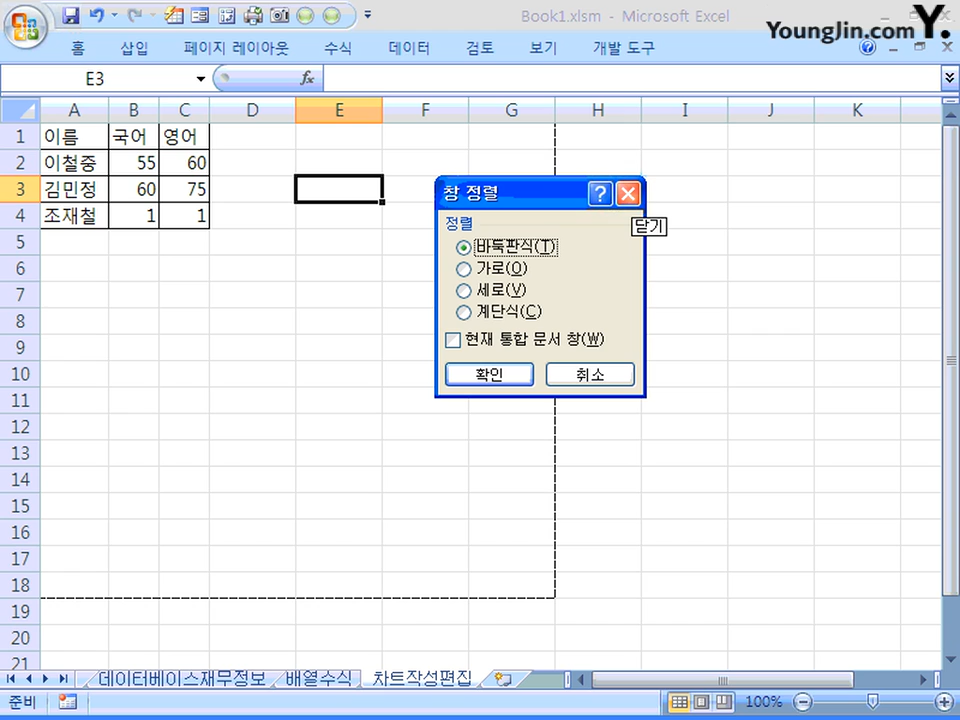 Book1.xlsm - Microsoft Excel
YoungJin.com Y.
홈 삽입 페이지 레이아웃 수식 데이터 검토 보기 개발 도구
E3 fx
A B C D E F G H I J K
1 이름 국어 영어
2 이철중 55 60
3 김민정 60 75
4 조재철 1 1
5
6
7
8
9
10
11
12
13
14
15
16
17
18
19
20
21
창 정렬
닫기
정렬
바둑판식(T)
가로(O)
세로(V)
계단식(C)
현재 통합 문서 창(W)
확인 취소
데이터베이스재무정보 배열수식 차트작성편집
준비 100%